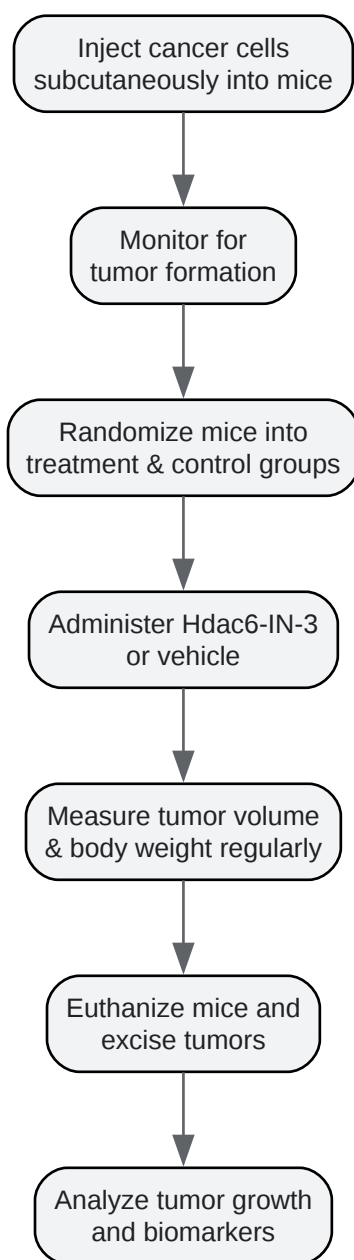 Inject cancer cells
subcutaneously into mice
Monitor for
tumor formation
Randomize mice into
treatment & control groups
Administer Hdac6-IN-3
or vehicle
Measure tumor volume
& body weight regularly
Euthanize mice and
excise tumors
Analyze tumor growth
and biomarkers